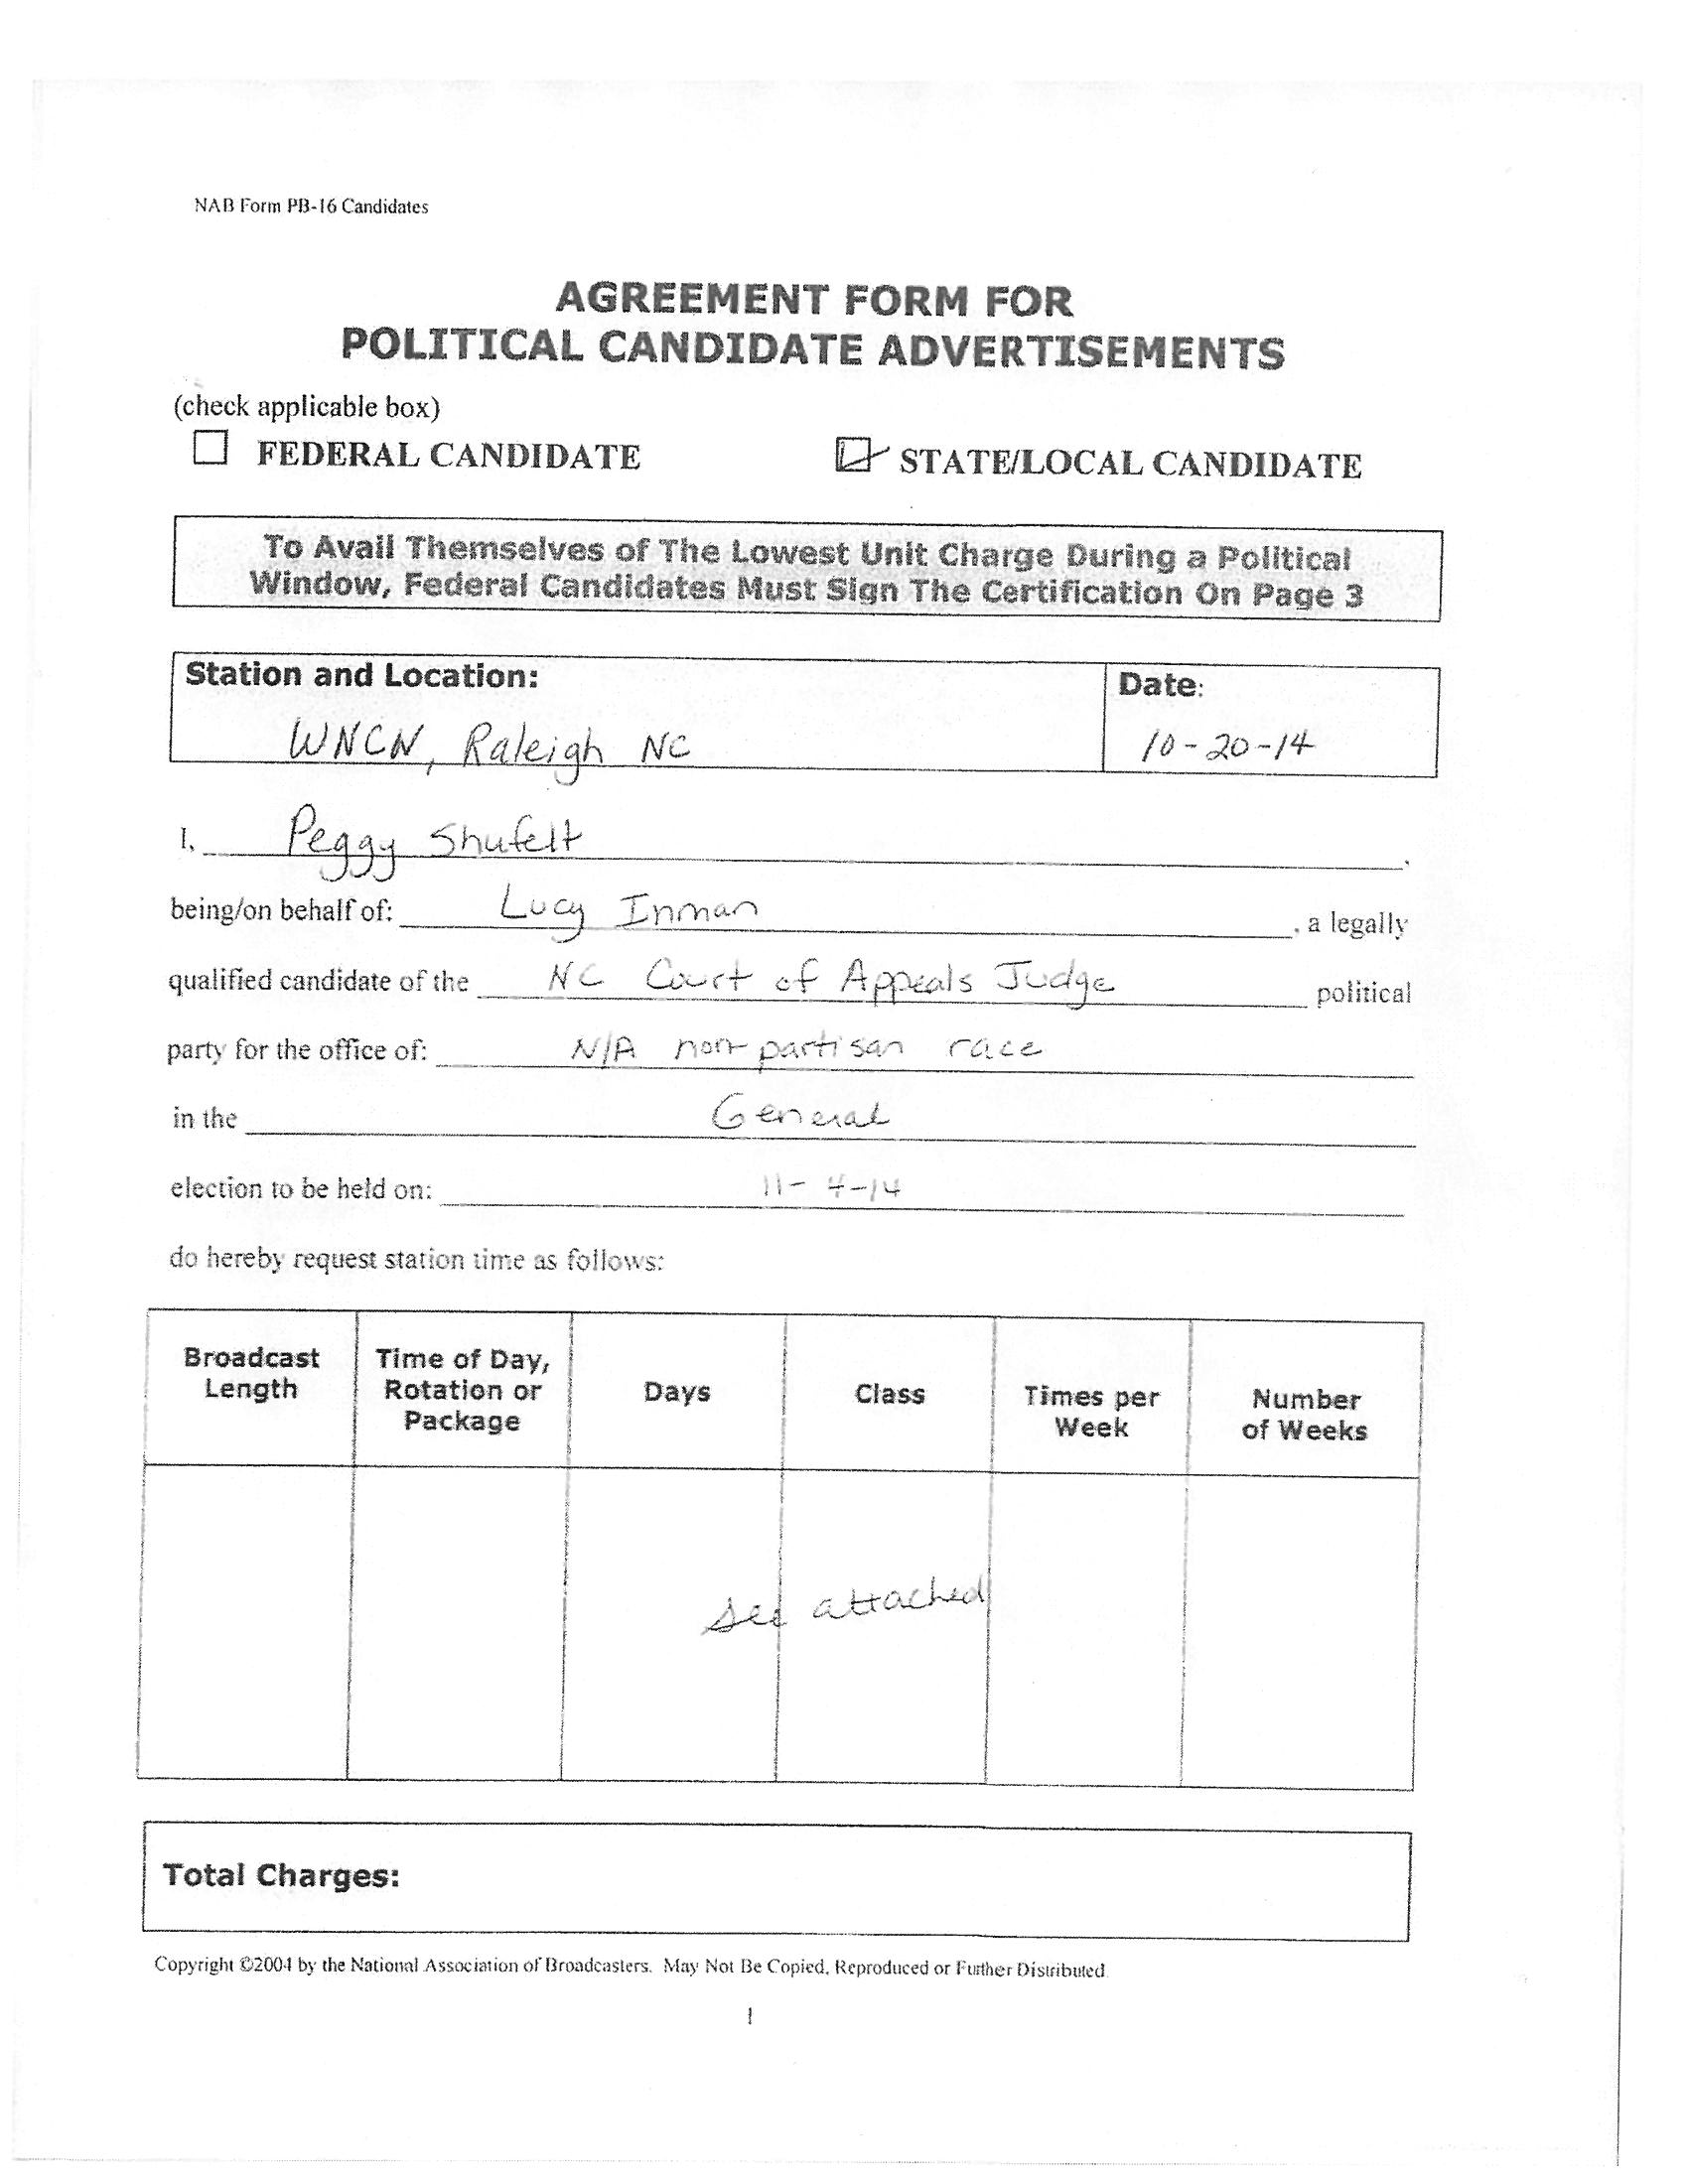 NAB Form PB-16 Candidates
AGREEMENT FORM FOR
POLITICAL CANDIDATE ADVERTISEMENTS
(check applicable box)
☐ FEDERAL CANDIDATE ☑ STATE/LOCAL CANDIDATE
To Avail Themselves of The Lowest Unit Charge During a Political
Window, Federal Candidates Must Sign The Certification On Page 3
Station and Location: Date:
WNCN, Raleigh NC 10-20-14
I, Peggy Shufelt,
being/on behalf of: Lucy Inman, a legally
qualified candidate of the NC Court of Appeals Judge political
party for the office of: N/A non-partisan race
in the General
election to be held on: 11-4-14
do hereby request station time as follows:
Broadcast Length
Time of Day, Rotation or Package
Days
Class
Times per Week
Number of Weeks
see attached
Total Charges:
Copyright ©2004 by the National Association of Broadcasters. May Not Be Copied, Reproduced or Further Distributed
1